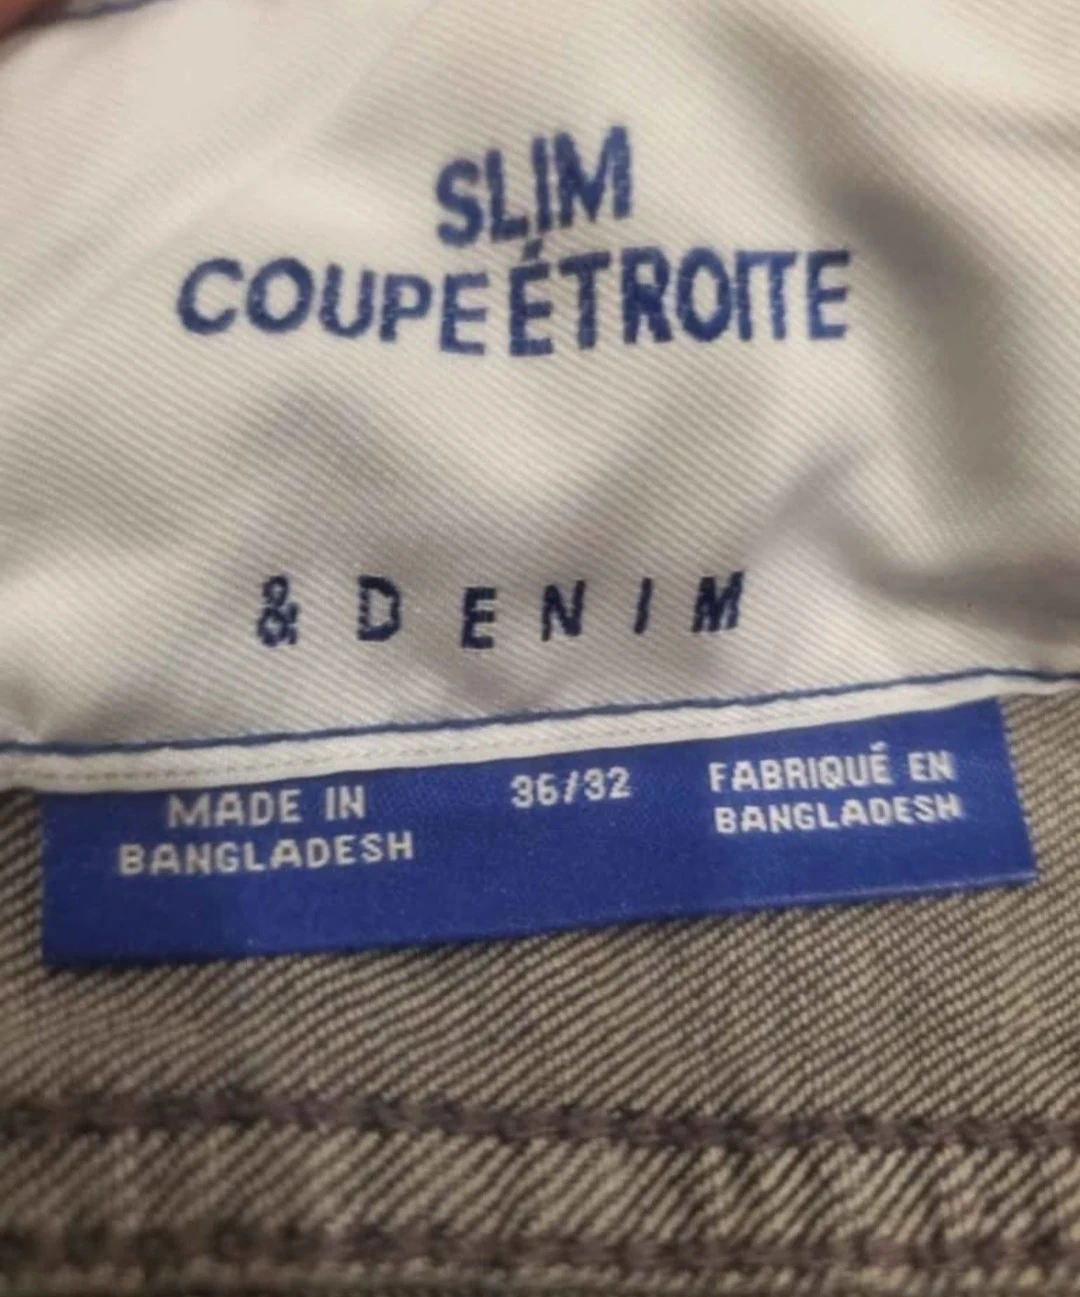 SLIM
COUPE ÉTROITE
& DENIM
MADE IN
BANGLADESH
36/32
FABRIQUÉ EN
BANGLADESH